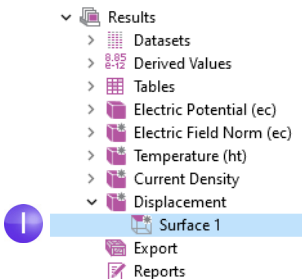 Results
Datasets
8.85
e-12 Derived Values
Tables
Electric Potential (ec)
Electric Field Norm (ec)
Temperature (ht)
Current Density
Displacement
1 Surface 1
Export
Reports